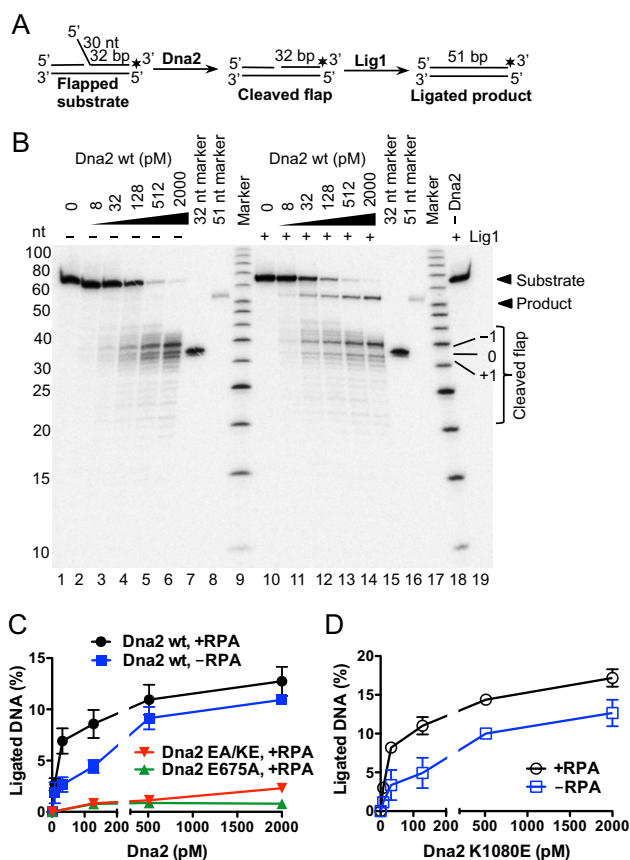 A
5' 30 nt 32 bp 3'
3' 5'
Flapped substrate
Dna2
5' 32 bp 3'
3' 5'
Cleaved flap
Lig1
5' 51 bp 3'
3' 5'
Ligated product
B
Dna2 wt (pM) Dna2 wt (pM)
0 8 32 128 512 2000 32 nt marker 51 nt marker Marker 0 8 32 128 512 2000 32 nt marker 51 nt marker Marker – Dna2
nt – – – – – – + + + + + + + Lig1
100
80
60
50
40
30
25
20
15
10
Substrate
Product
–1
0
+1
Cleaved flap
1 2 3 4 5 6 7 8 9 10 11 12 13 14 15 16 17 18 19
C
Ligated DNA (%)
15
10
5
0
Dna2 wt, +RPA
Dna2 wt, –RPA
Dna2 EA/KE, +RPA
Dna2 E675A, +RPA
0 100 200 500 1000 1500 2000
Dna2 (pM)
D
Ligated DNA (%)
20
15
10
5
0
+RPA
–RPA
0 100 200 500 1000 1500 2000
Dna2 K1080E (pM)